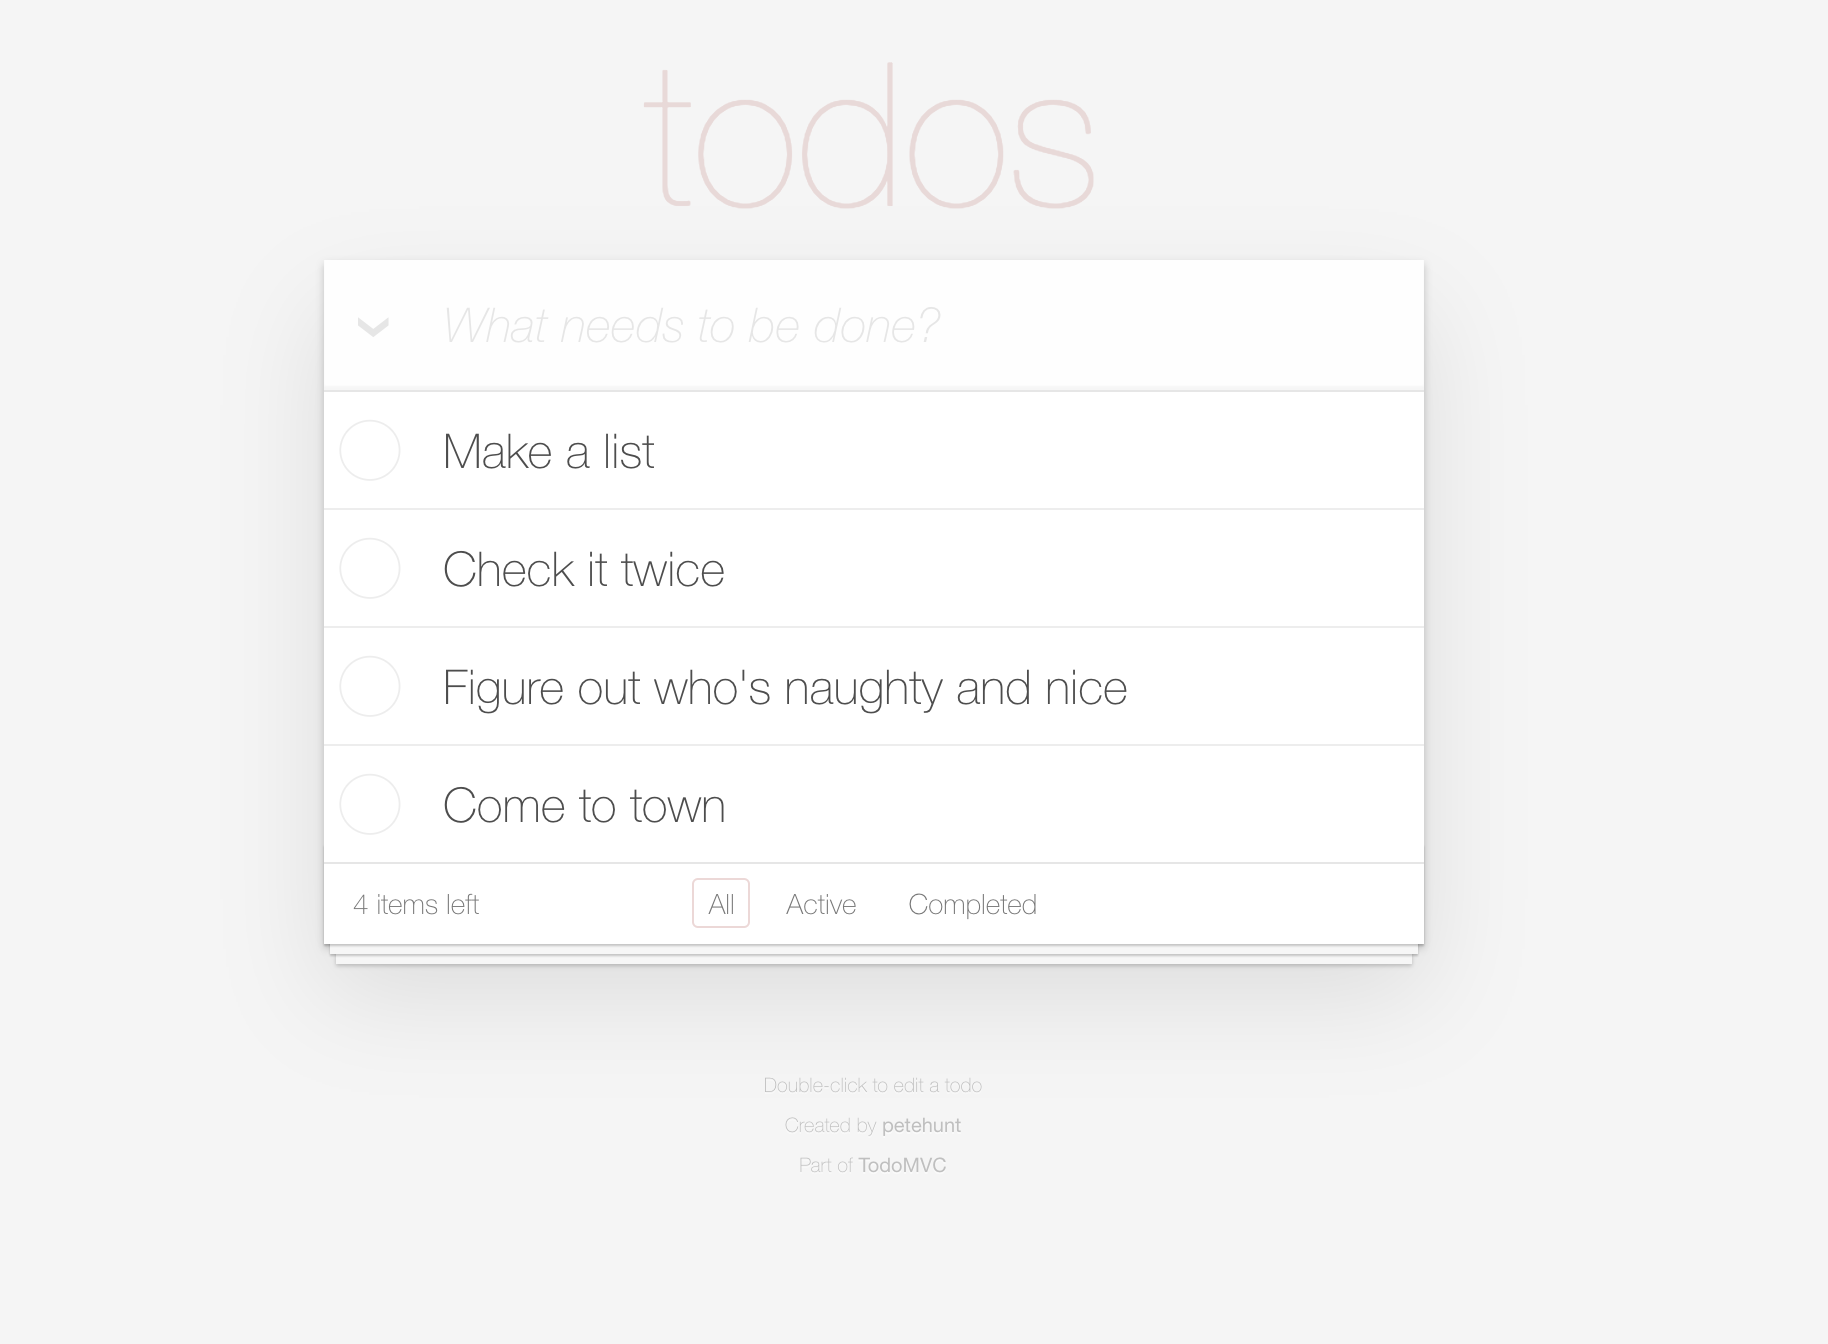 todos
What needs to be done?
Make a list
Check it twice
Figure out who's naughty and nice
Come to town
4 items left All Active Completed
Double-click to edit a todo
Created by petehunt
Part of TodoMVC